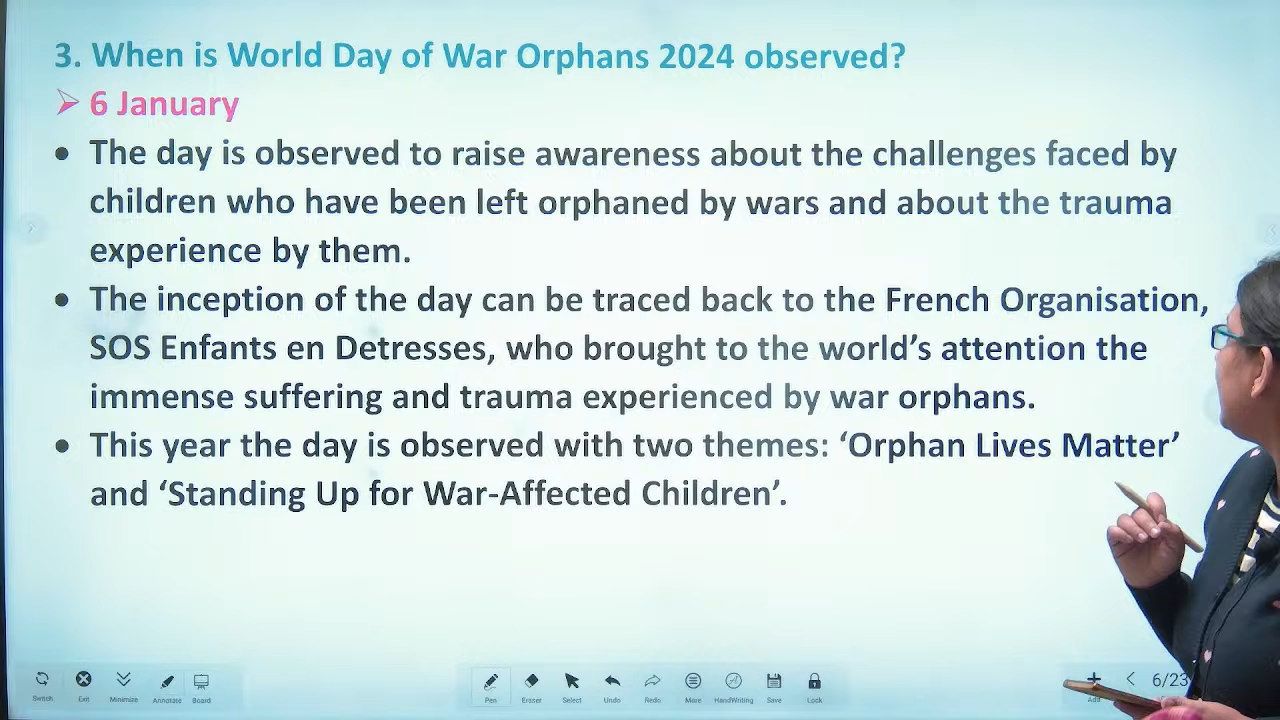 3. When is World Day of War Orphans 2024 observed?
➢ 6 January
• The day is observed to raise awareness about the challenges faced by
children who have been left orphaned by wars and about the trauma
experience by them.
• The inception of the day can be traced back to the French Organisation,
SOS Enfants en Detresses, who brought to the world's attention the
immense suffering and trauma experienced by war orphans.
• This year the day is observed with two themes: 'Orphan Lives Matter'
and 'Standing Up for War-Affected Children'.
Switch Exit Minimize Annotate Board Pen Eraser Select Undo Redo More HandWriting Save Lock Add 6/23